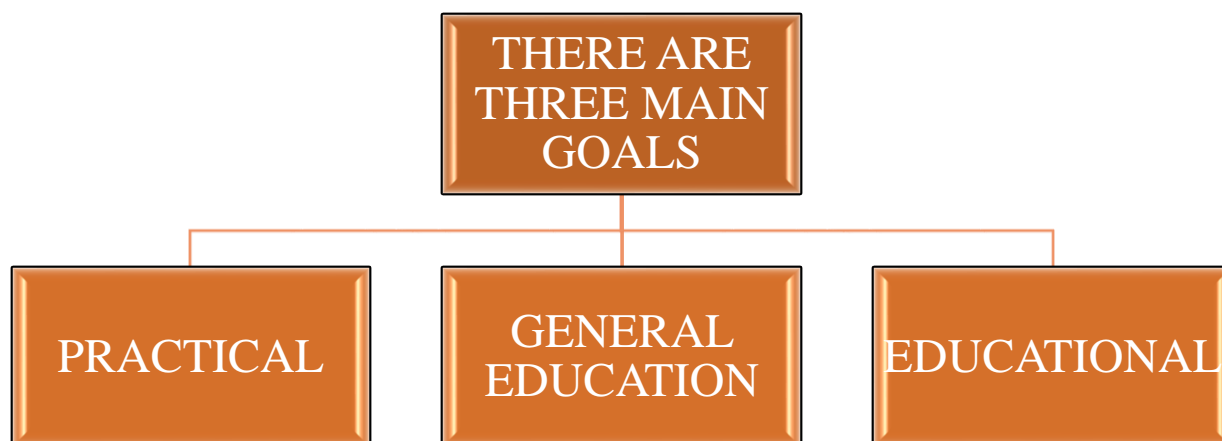 THERE ARE
THREE MAIN
GOALS
PRACTICAL
GENERAL
EDUCATION
EDUCATIONAL